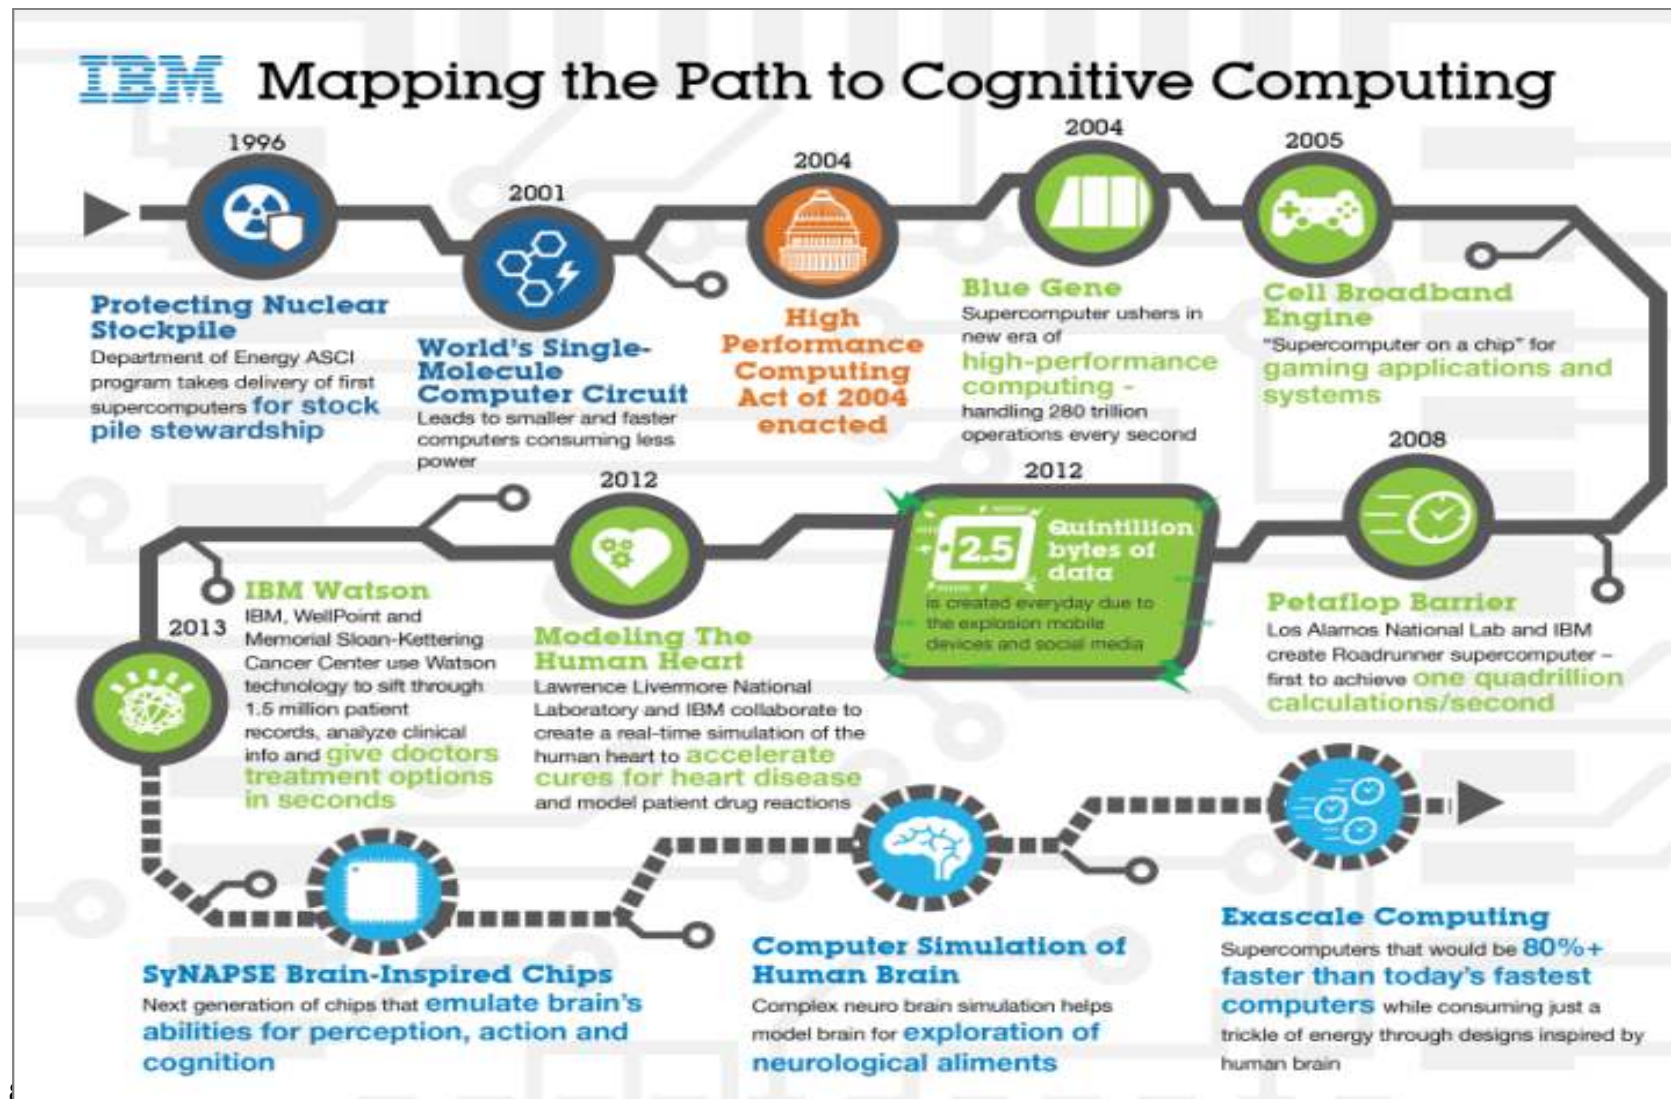 IBM Mapping the Path to Cognitive Computing
1996
Protecting Nuclear
Stockpile
Department of Energy ASCI
program takes delivery of first
supercomputers for stock
pile stewardship
2001
World's Single-
Molecule
Computer Circuit
Leads to smaller and faster
computers consuming less
power
2004
High
Performance
Computing
Act of 2004
enacted
2004
Blue Gene
Supercomputer ushers in
new era of
high-performance
computing -
handling 280 trillion
operations every second
2005
Cell Broadband
Engine
"Supercomputer on a chip" for
gaming applications and
systems
2008
Petaflop Barrier
Los Alamos National Lab and IBM
create Roadrunner supercomputer –
first to achieve one quadrillion
calculations/second
2012
2.5
Quintillion
bytes of
data
is created everyday due to
the explosion mobile
devices and social media
2012
Modeling The
Human Heart
Lawrence Livermore National
Laboratory and IBM collaborate to
create a real-time simulation of the
human heart to accelerate
cures for heart disease
and model patient drug reactions
2013
IBM Watson
IBM, WellPoint and
Memorial Sloan-Kettering
Cancer Center use Watson
technology to sift through
1.5 million patient
records, analyze clinical
info and give doctors
treatment options
in seconds
SyNAPSE Brain-Inspired Chips
Next generation of chips that emulate brain's
abilities for perception, action and
cognition
Computer Simulation of
Human Brain
Complex neuro brain simulation helps
model brain for exploration of
neurological aliments
Exascale Computing
Supercomputers that would be 80%+
faster than today's fastest
computers while consuming just a
trickle of energy through designs inspired by
human brain